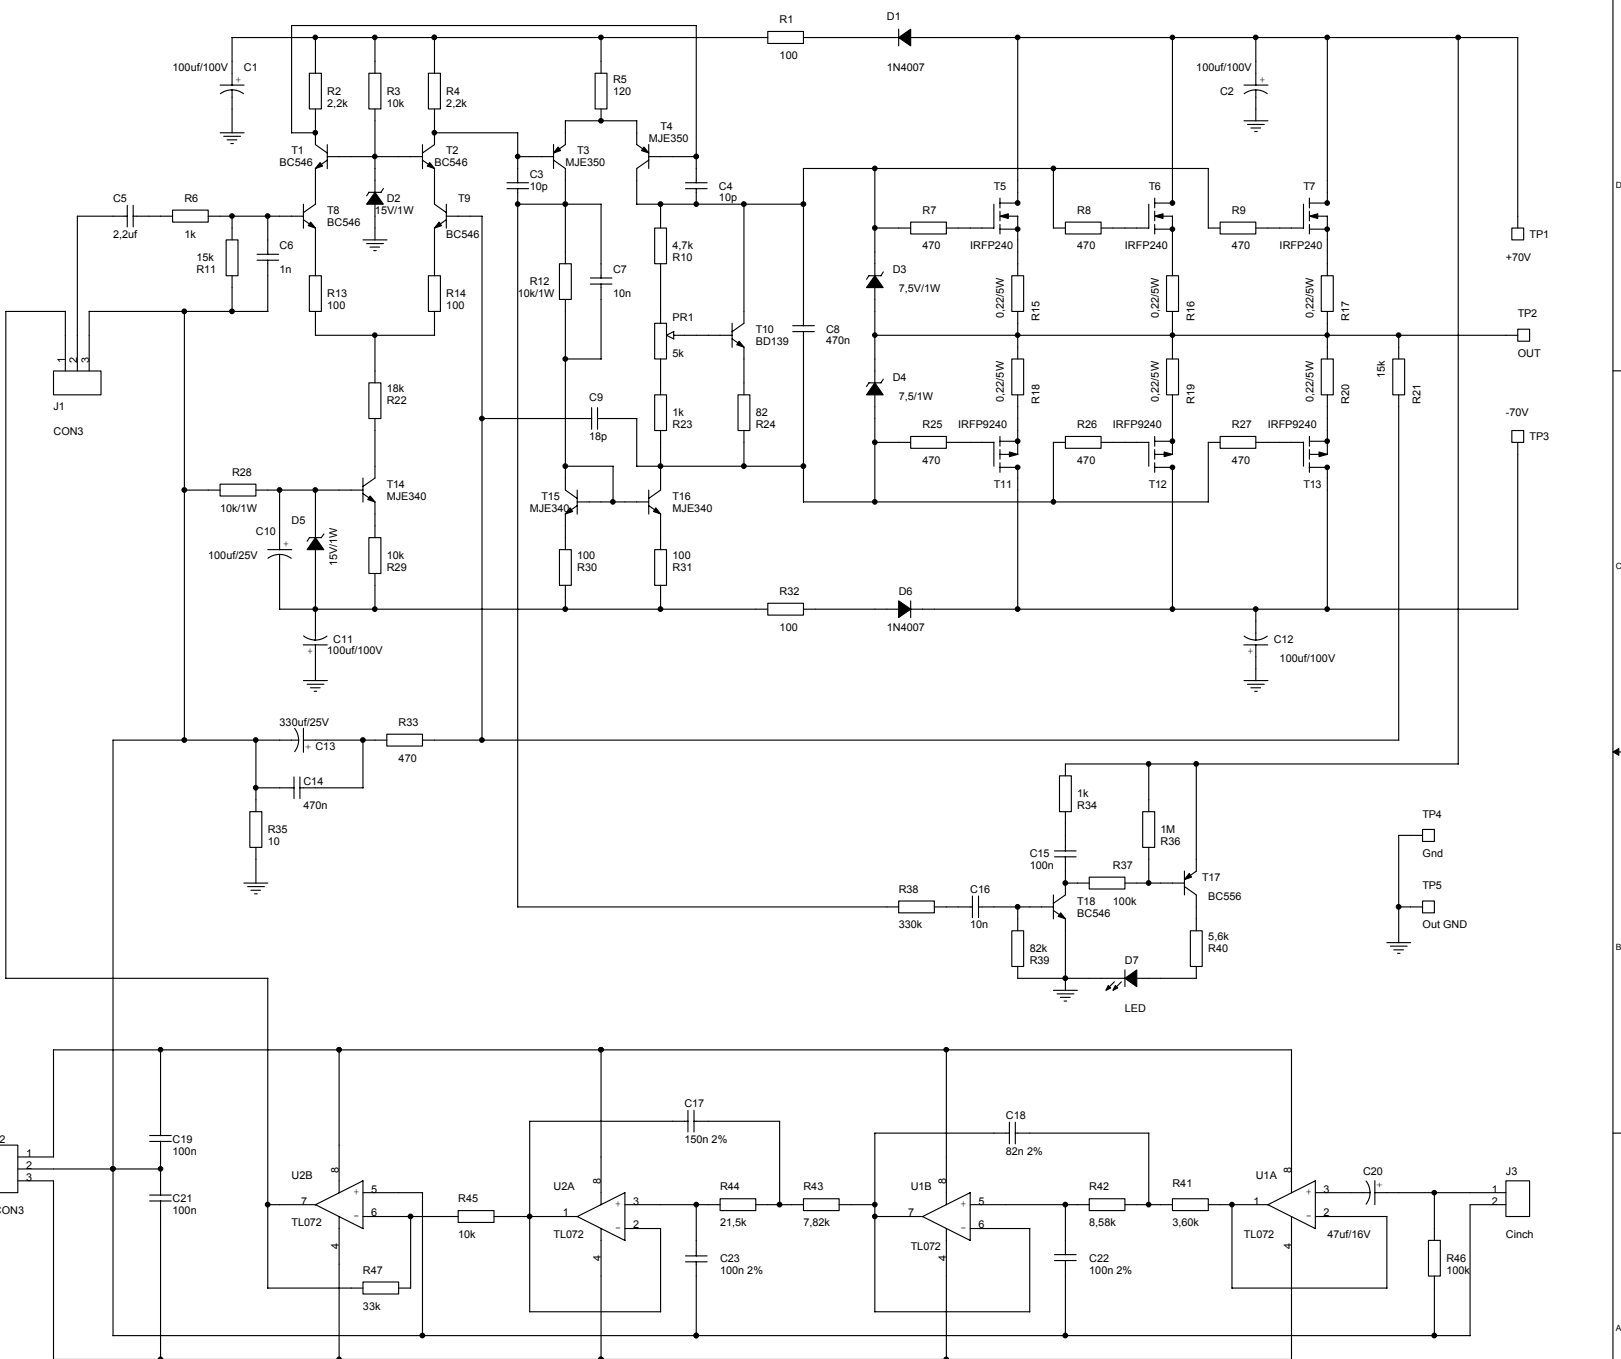 R1
100
D1
1N4007
100uf/100V
C1
R2
2,2k
R3
10k
R4
2,2k
R5
120
100uf/100V
C2
T1
BC546
T2
BC546
T3
MJE350
T4
MJE350
C3
10p
C4
10p
D2
15V/1W
C5
2,2uf
R6
1k
T8
BC546
T9
BC546
15k
R11
C6
1n
R13
100
R14
100
R12
10k/1W
C7
10n
4,7k
R10
PR1
5k
T10
BD139
C8
470n
R7
470
T5
IRFP240
R8
470
T6
IRFP240
R9
470
T7
IRFP240
D3
7,5V/1W
0,22/5W
R15
0,22/5W
R16
0,22/5W
R17
TP1
+70V
TP2
OUT
D4
7,5/1W
0,22/5W
R18
0,22/5W
R19
0,22/5W
R20
15k
R21
-70V
TP3
1
2
3
J1
CON3
18k
R22
C9
18p
1k
R23
82
R24
R25
470
IRFP9240
T11
R26
470
IRFP9240
T12
R27
470
IRFP9240
T13
R28
10k/1W
T14
MJE340
T15
MJE340
T16
MJE340
C10
100uf/25V
D5
15V/1W
10k
R29
100
R30
100
R31
R32
100
D6
1N4007
C11
100uf/100V
C12
100uf/100V
330uf/25V
C13
R33
470
C14
470n
R35
10
1k
R34
1M
R36
C15
100n
R37
100k
T17
BC556
R38
330k
C16
10n
T18
BC546
82k
R39
5,6k
R40
D7
LED
TP4
Gnd
TP5
Out GND
D
C
B
A
2
1
2
3
CON3
C19
100n
C21
100n
U2B
TL072
7
8
4
5
6
R45
10k
R47
33k
C17
150n 2%
U2A
TL072
1
8
4
3
2
R44
21,5k
R43
7,82k
C23
100n 2%
C18
82n 2%
U1B
TL072
7
8
4
5
6
R42
8,58k
R41
3,60k
C22
100n 2%
U1A
TL072
1
8
4
3
2
C20
47uf/16V
R46
100k
J3
1
2
Cinch